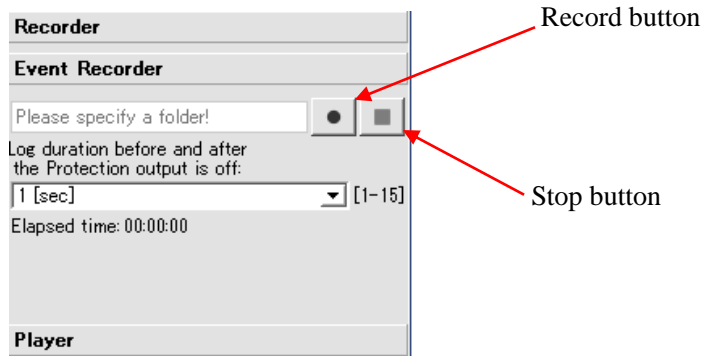 Record button
Recorder
Event Recorder
Please specify a folder!
Log duration before and after
the Protection output is off:
1 [sec] [1-15]
Stop button
Elapsed time: 00:00:00
Player